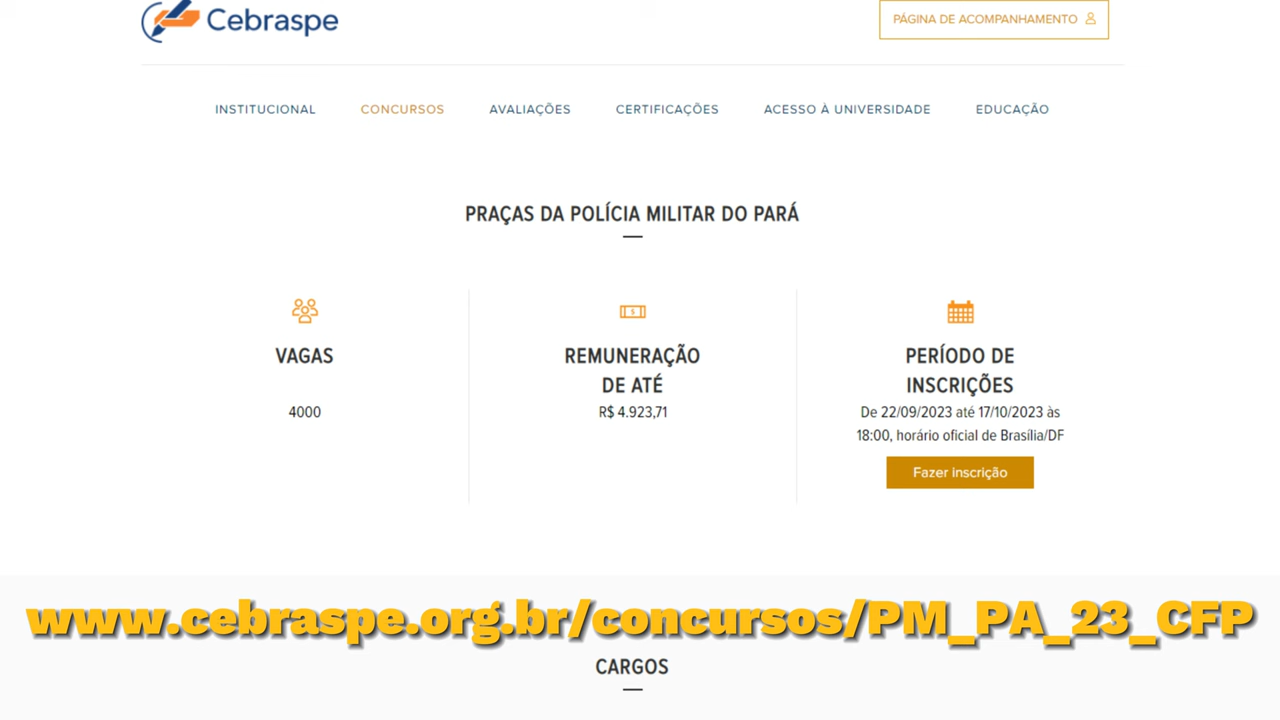 Cebraspe
PÁGINA DE ACOMPANHAMENTO
INSTITUCIONAL CONCURSOS AVALIAÇÕES CERTIFICAÇÕES ACESSO À UNIVERSIDADE EDUCAÇÃO
PRAÇAS DA POLÍCIA MILITAR DO PARÁ
VAGAS
4000
REMUNERAÇÃO
DE ATÉ
R$ 4.923,71
PERÍODO DE
INSCRIÇÕES
De 22/09/2023 até 17/10/2023 às
18:00, horário oficial de Brasília/DF
Fazer inscrição
www.cebraspe.org.br/concursos/PM_PA_23_CFP
CARGOS